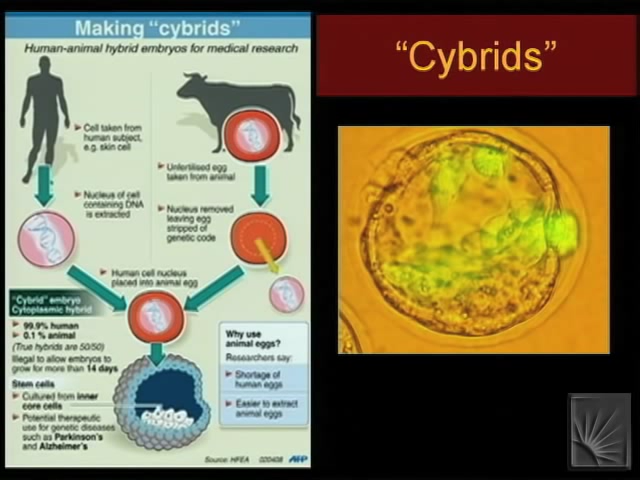 Making "cybrids"
Human-animal hybrid embryos for medical research
Cell taken from
human subject,
e.g. skin cell
Unfertilised egg
taken from animal
Nucleus of cell
containing DNA
is extracted
Nucleus removed
leaving egg
stripped of
genetic code
Human cell nucleus
placed into animal egg
"Cybrid" embryo
Cytoplasmic hybrid
99.9% human
0.1 % animal
(True hybrids are 50/50)
Illegal to allow embryos to
grow for more than 14 days
Stem cells
Cultured from inner
core cells
Potential therapeutic
use for genetic diseases
such as Parkinson's
and Alzheimer's
Why use
animal eggs?
Researchers say:
Shortage of
human eggs
Easier to extract
animal eggs
Source: HFEA 020408 AFP
“Cybrids”